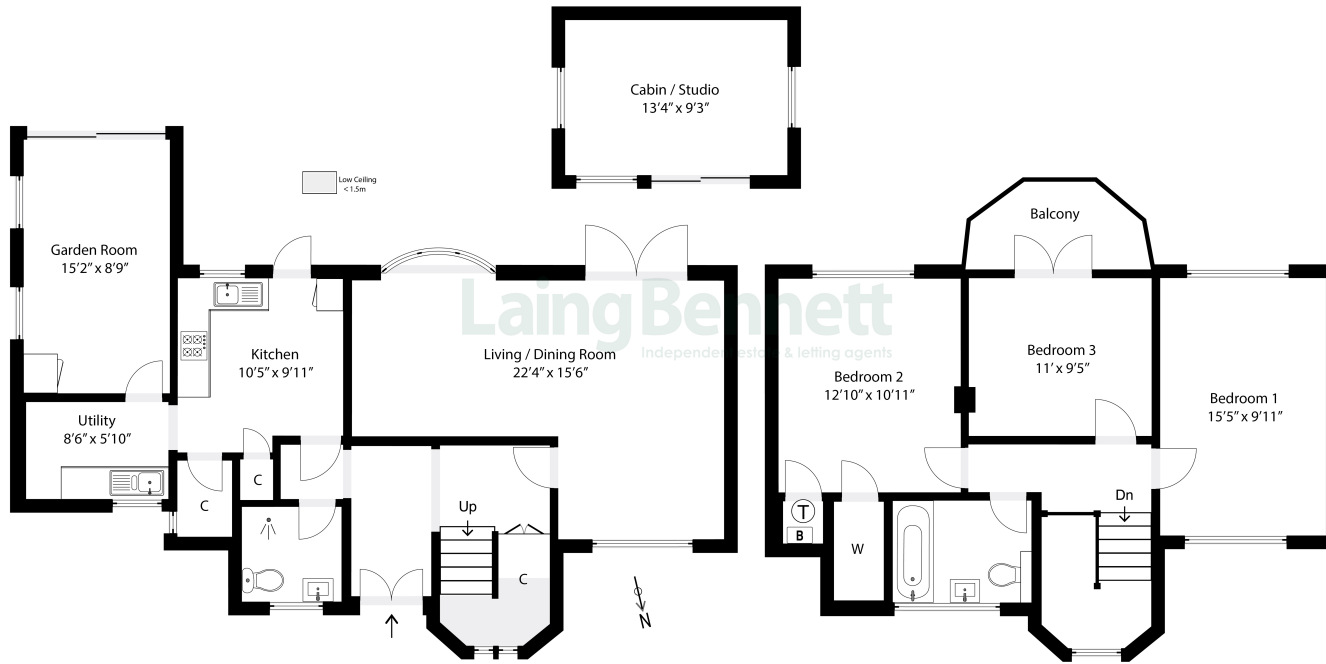 Cabin / Studio
13'4" x 9'3"
Low Ceiling
< 1.5m
Garden Room
15'2" x 8'9"
Balcony
Laing Bennett
Independent estate & letting agents
Kitchen
10'5" x 9'11"
Living / Dining Room
22'4" x 15'6"
Bedroom 3
11' x 9'5"
Bedroom 2
12'10" x 10'11"
Bedroom 1
15'5" x 9'11"
Utility
8'6" x 5'10"
C
C
Up
C
N
T
B
W
Dn